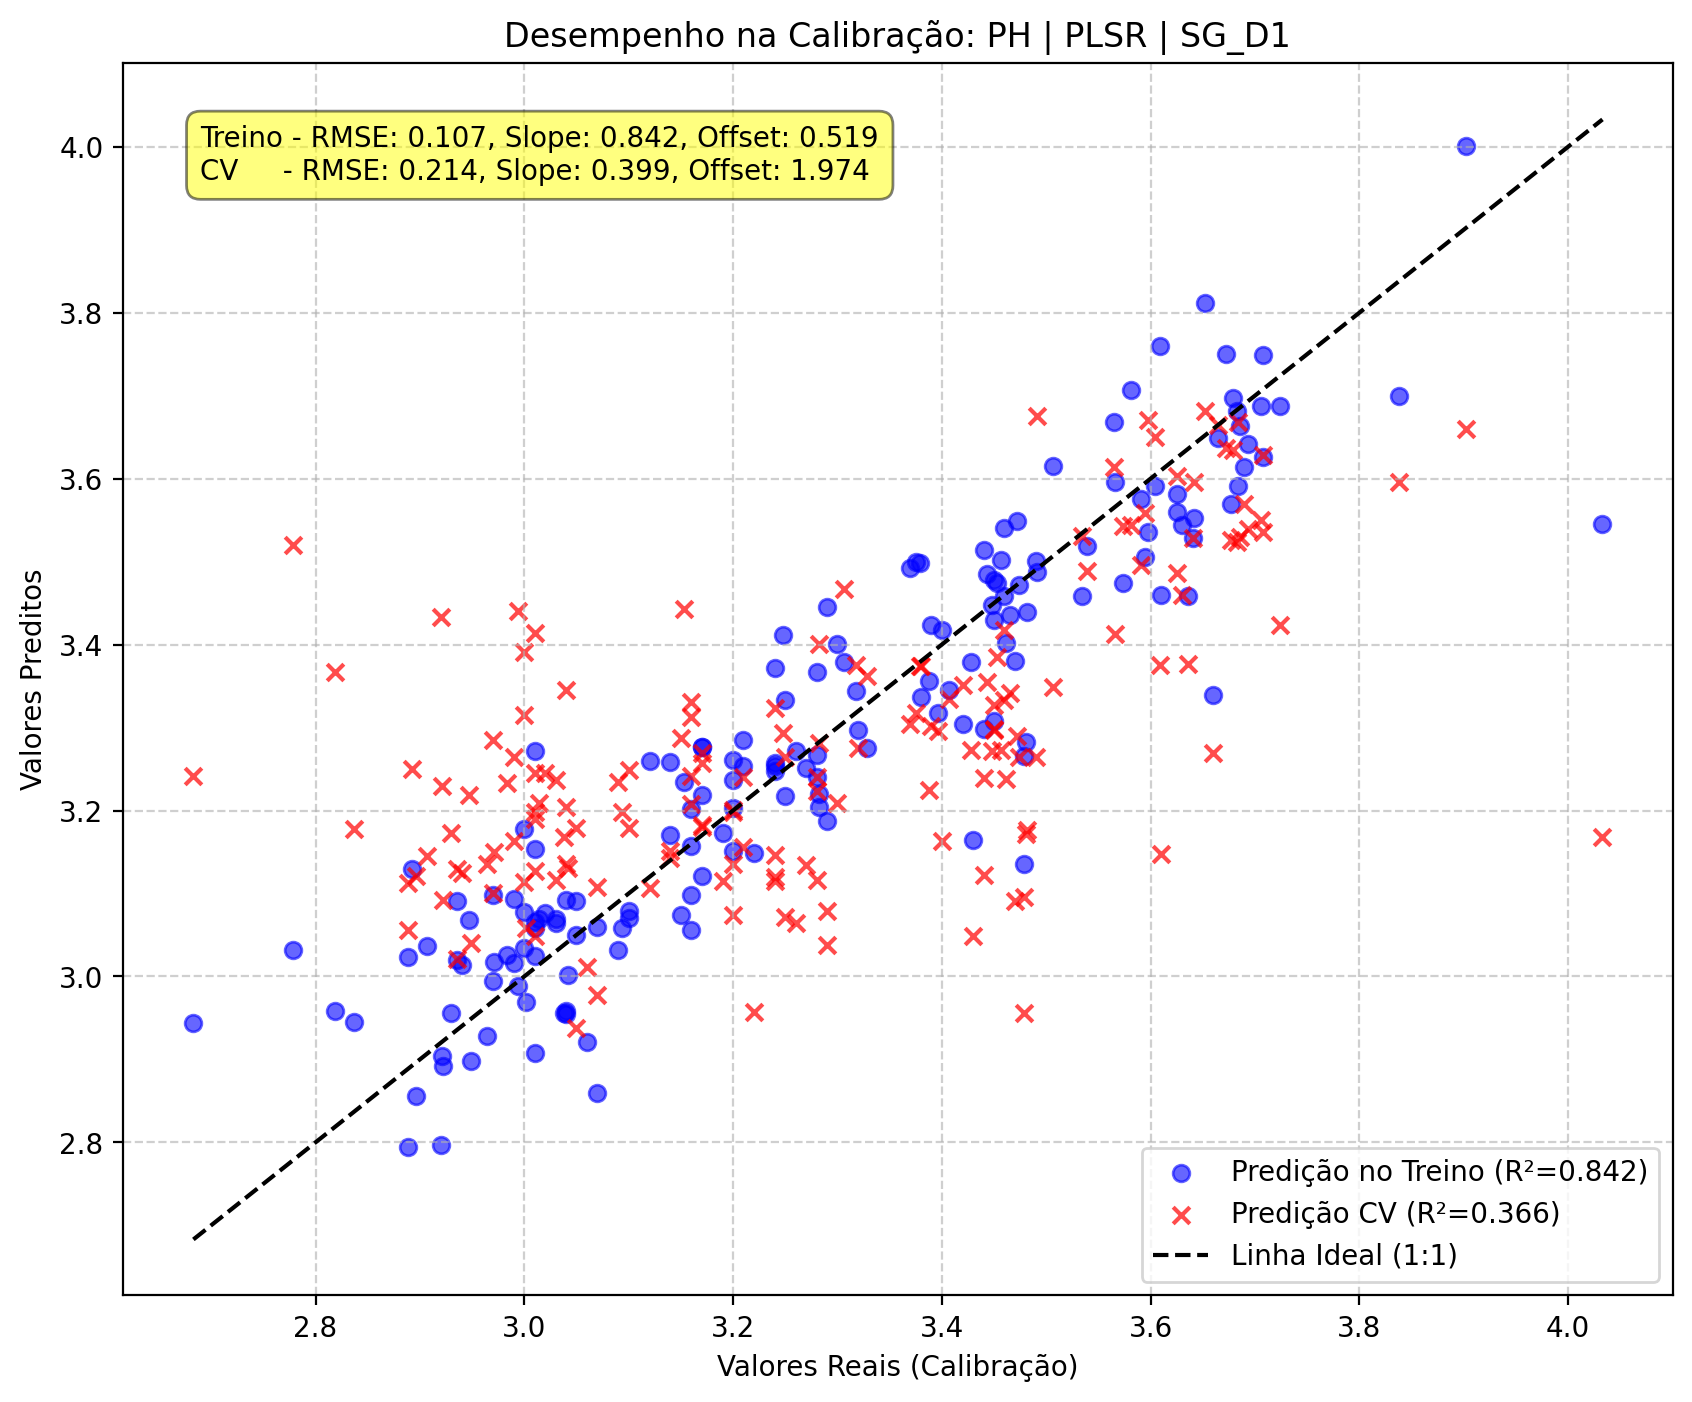 Desempenho na Calibração: PH | PLSR | SG_D1
Treino - RMSE: 0.107, Slope: 0.842, Offset: 0.519
CV - RMSE: 0.214, Slope: 0.399, Offset: 1.974
Valores Preditos
4.0
3.8
3.6
3.4
3.2
3.0
2.8
Predição no Treino (R²=0.842)
Predição CV (R²=0.366)
Linha Ideal (1:1)
2.8 3.0 3.2 3.4 3.6 3.8 4.0
Valores Reais (Calibração)